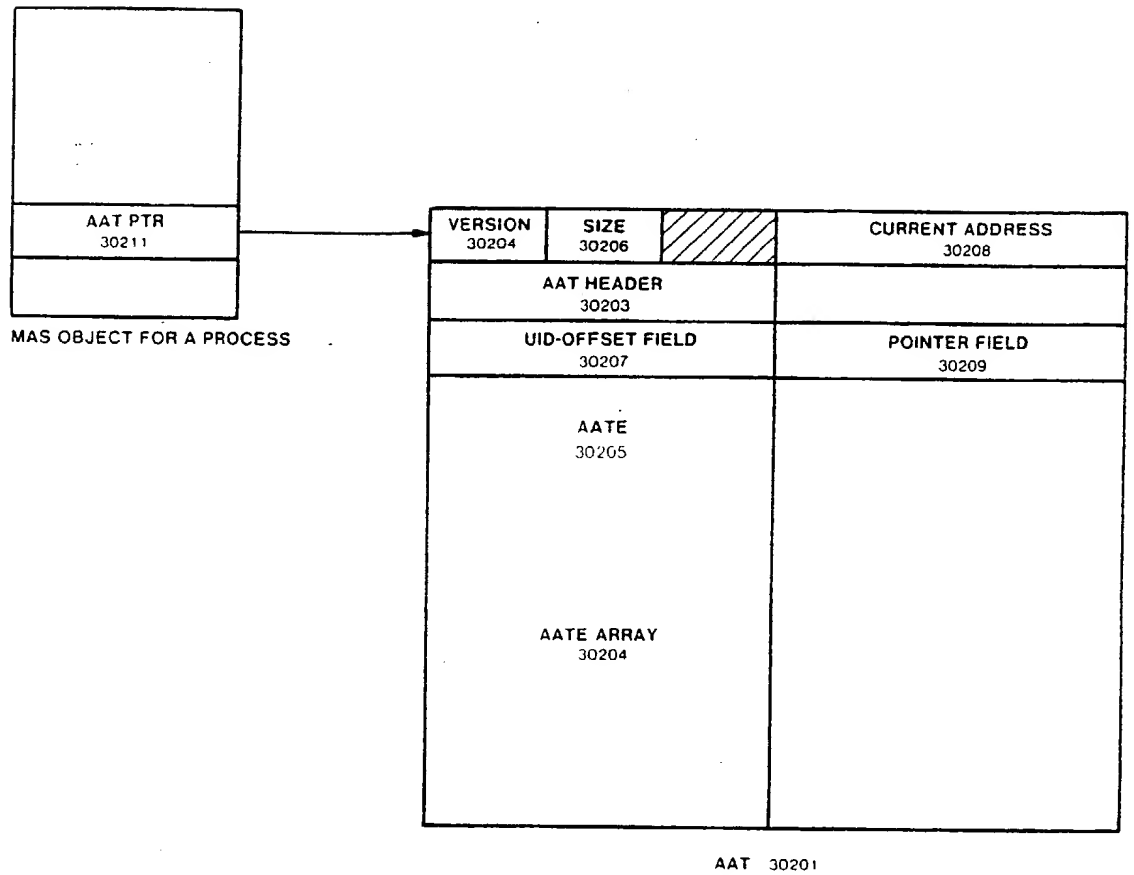 AAT PTR
30211
MAS OBJECT FOR A PROCESS
VERSION
30204
SIZE
30206
CURRENT ADDRESS
30208
AAT HEADER
30203
UID-OFFSET FIELD
30207
POINTER FIELD
30209
AATE
30205
AATE ARRAY
30204
AAT 30201